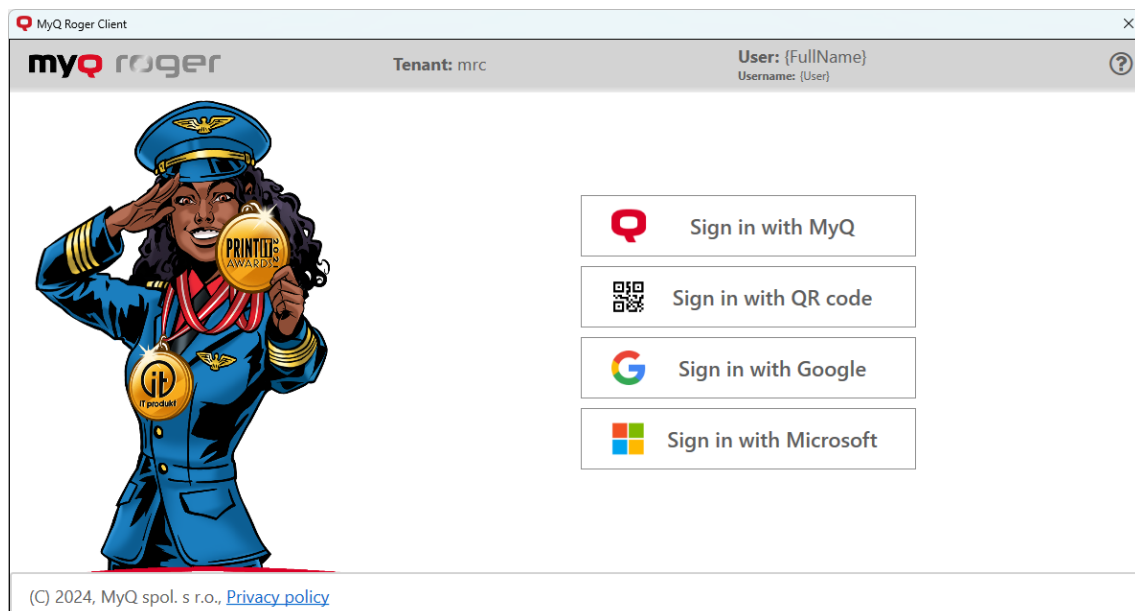 MyQ Roger Client
myQ roger
Tenant: mrc
User: {FullName}
Username: {User}
PRINT IT 2021
AWARDS
it
IT produkt
Sign in with MyQ
Sign in with QR code
Sign in with Google
Sign in with Microsoft
(C) 2024, MyQ spol. s r.o., Privacy policy